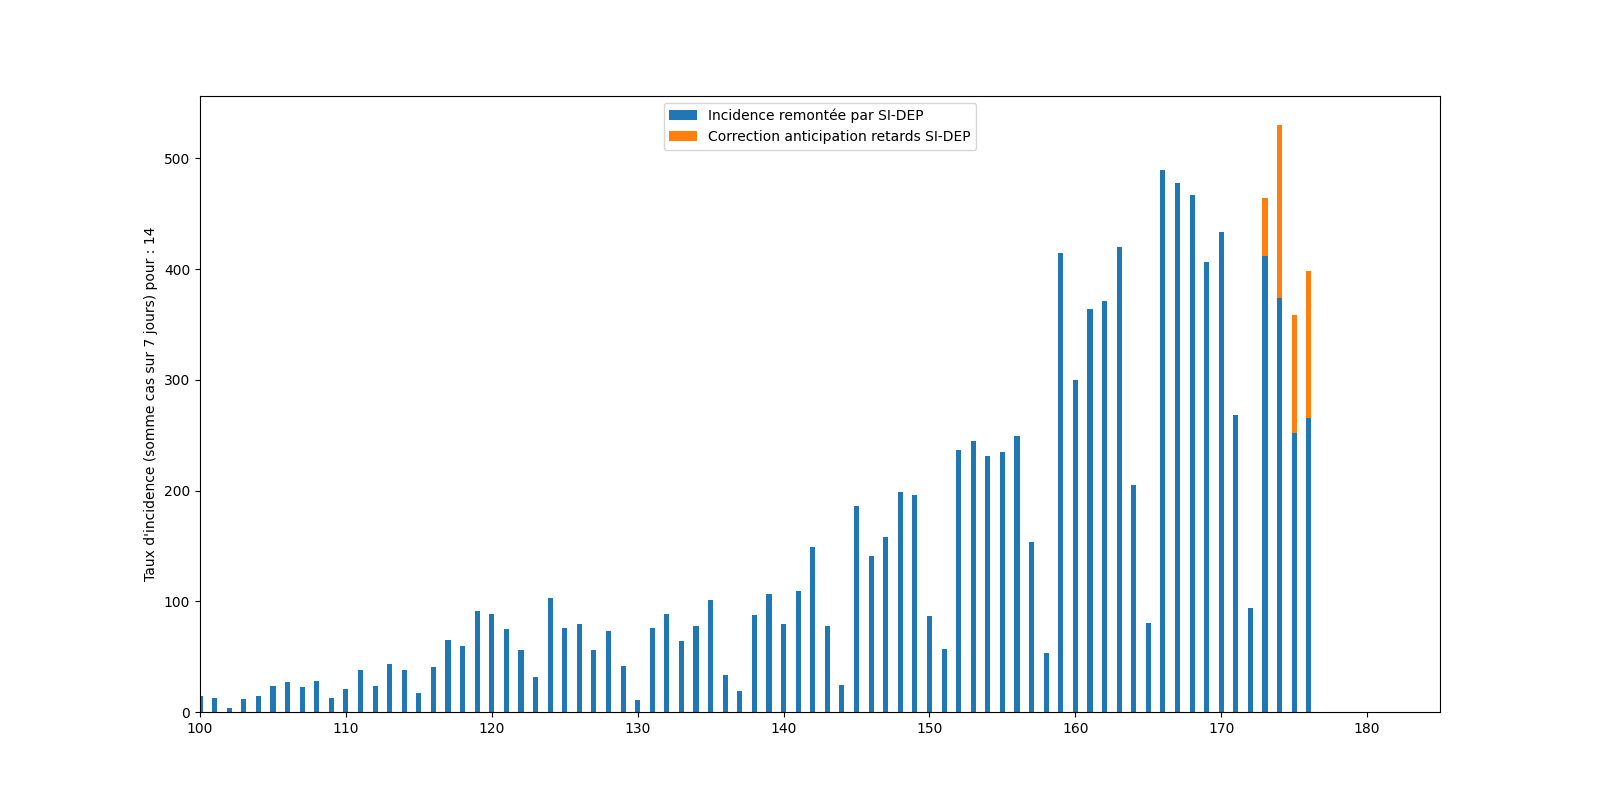 Incidence remontée par SI-DEP
Correction anticipation retards SI-DEP
Taux d'incidence (somme cas sur 7 jours) pour : 14
500
400
300
200
100
0
100 110 120 130 140 150 160 170 180